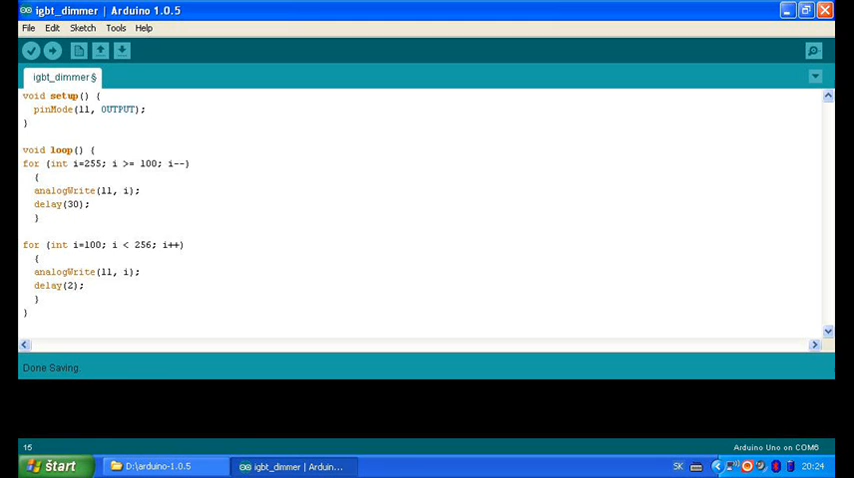 igbt_dimmer | Arduino 1.0.5
File Edit Sketch Tools Help
igbt_dimmer §
void setup() {
pinMode(11, OUTPUT);
}
void loop() {
for (int i=255; i >= 100; i--)
{
analogWrite(11, i);
delay(30);
}
for (int i=100; i < 256; i++)
{
analogWrite(11, i);
delay(2);
}
}
Done Saving.
15
Arduino Uno on COM6
štart
D:\arduino-1.0.5
igbt_dimmer | Arduin...
SK
20:24